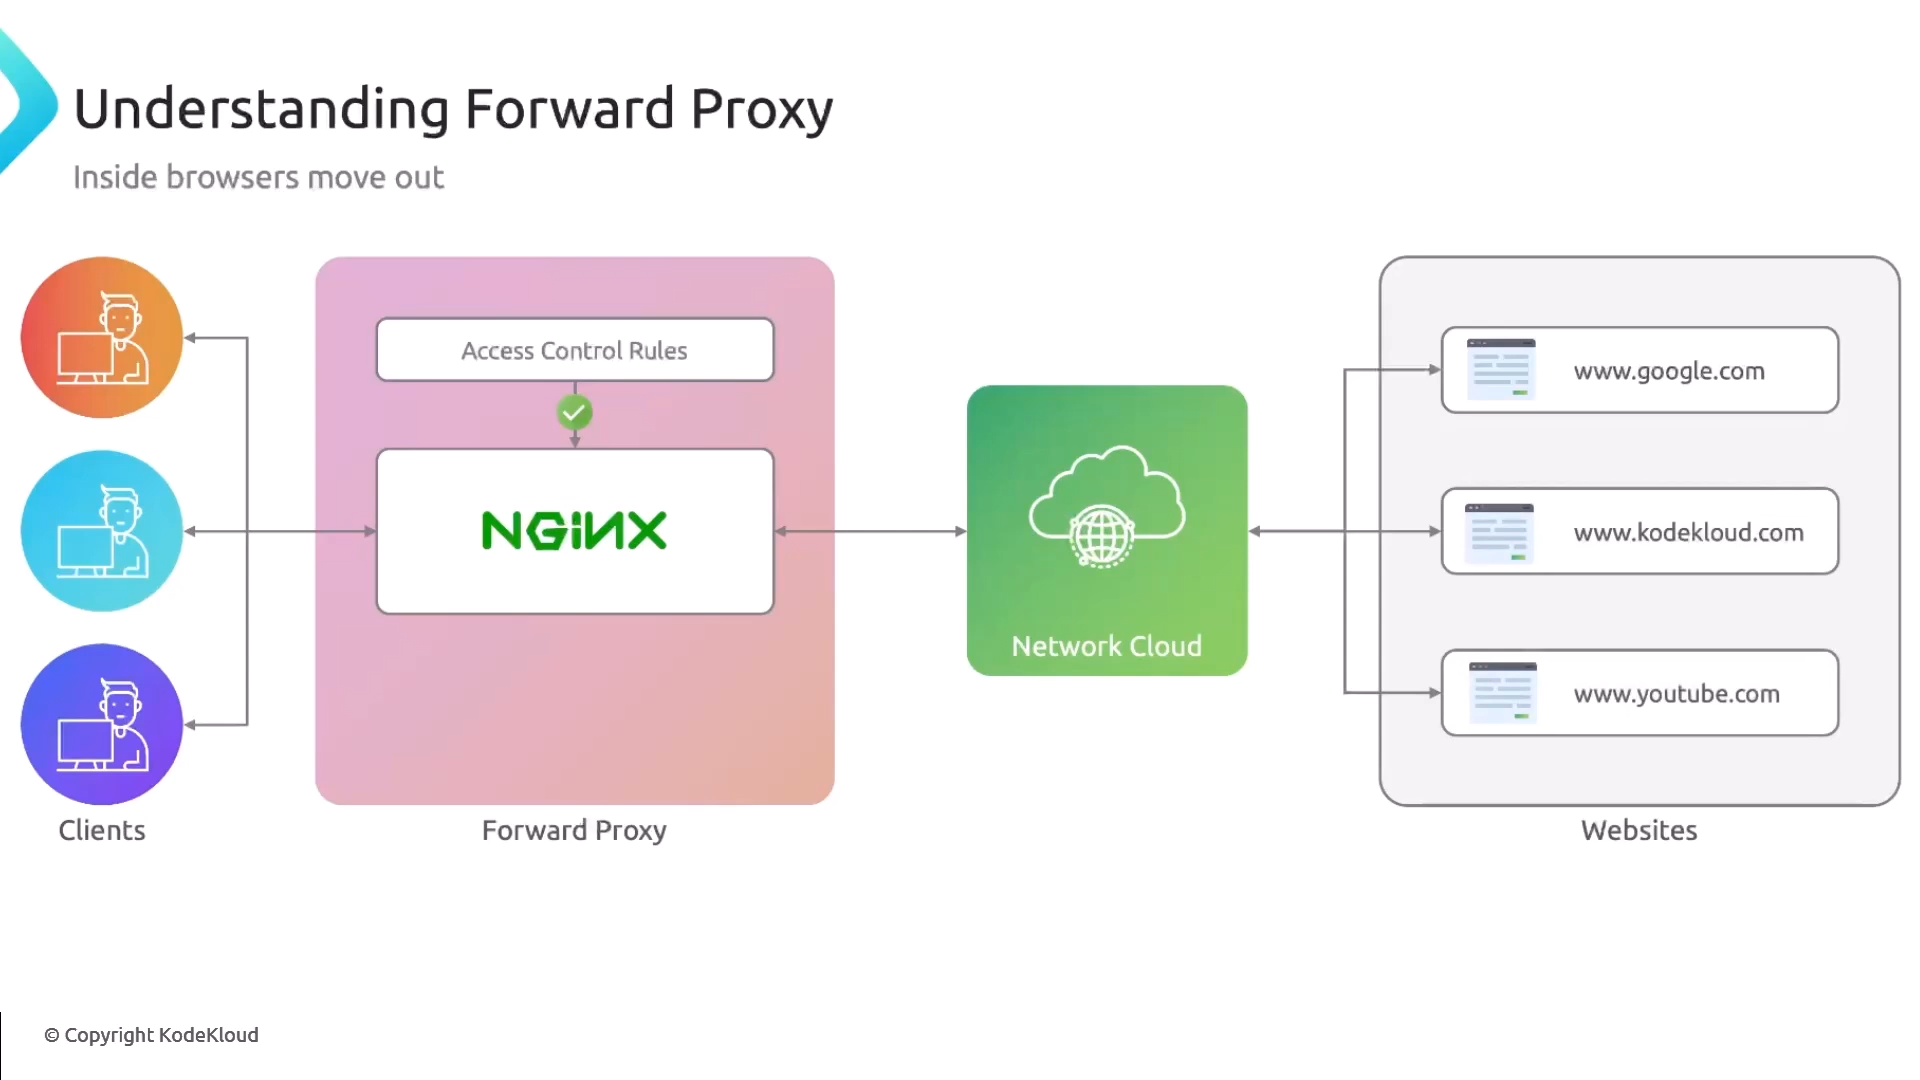 Understanding Forward Proxy
Inside browsers move out
Access Control Rules
NGINX
Network Cloud
www.google.com
www.kodekloud.com
www.youtube.com
Clients
Forward Proxy
Websites
© Copyright KodeKloud